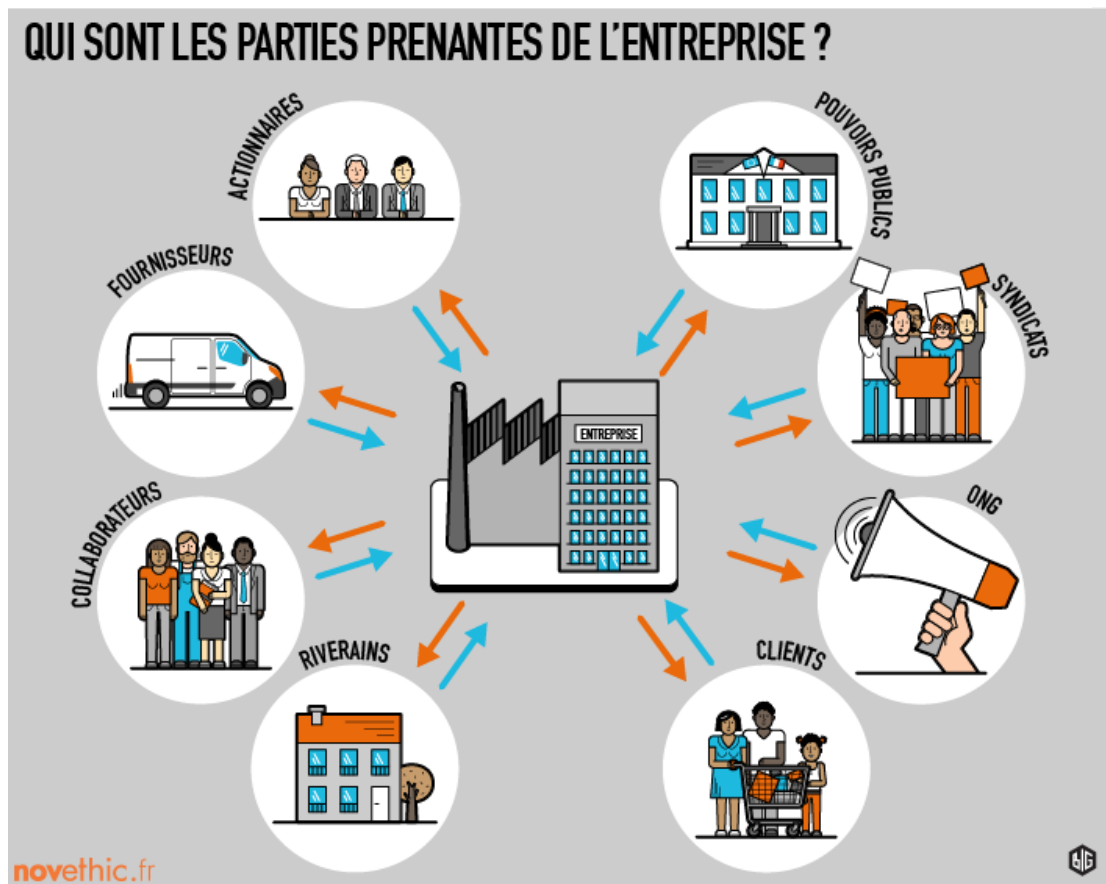 QUI SONT LES PARTIES PRENANTES DE L'ENTREPRISE ?
ACTIONNAIRES
POUVOIRS PUBLICS
FOURNISSEURS
SYNDICATS
ENTREPRISE
COLLABORATEURS
ONG
RIVERAINS
CLIENTS
novethic.fr